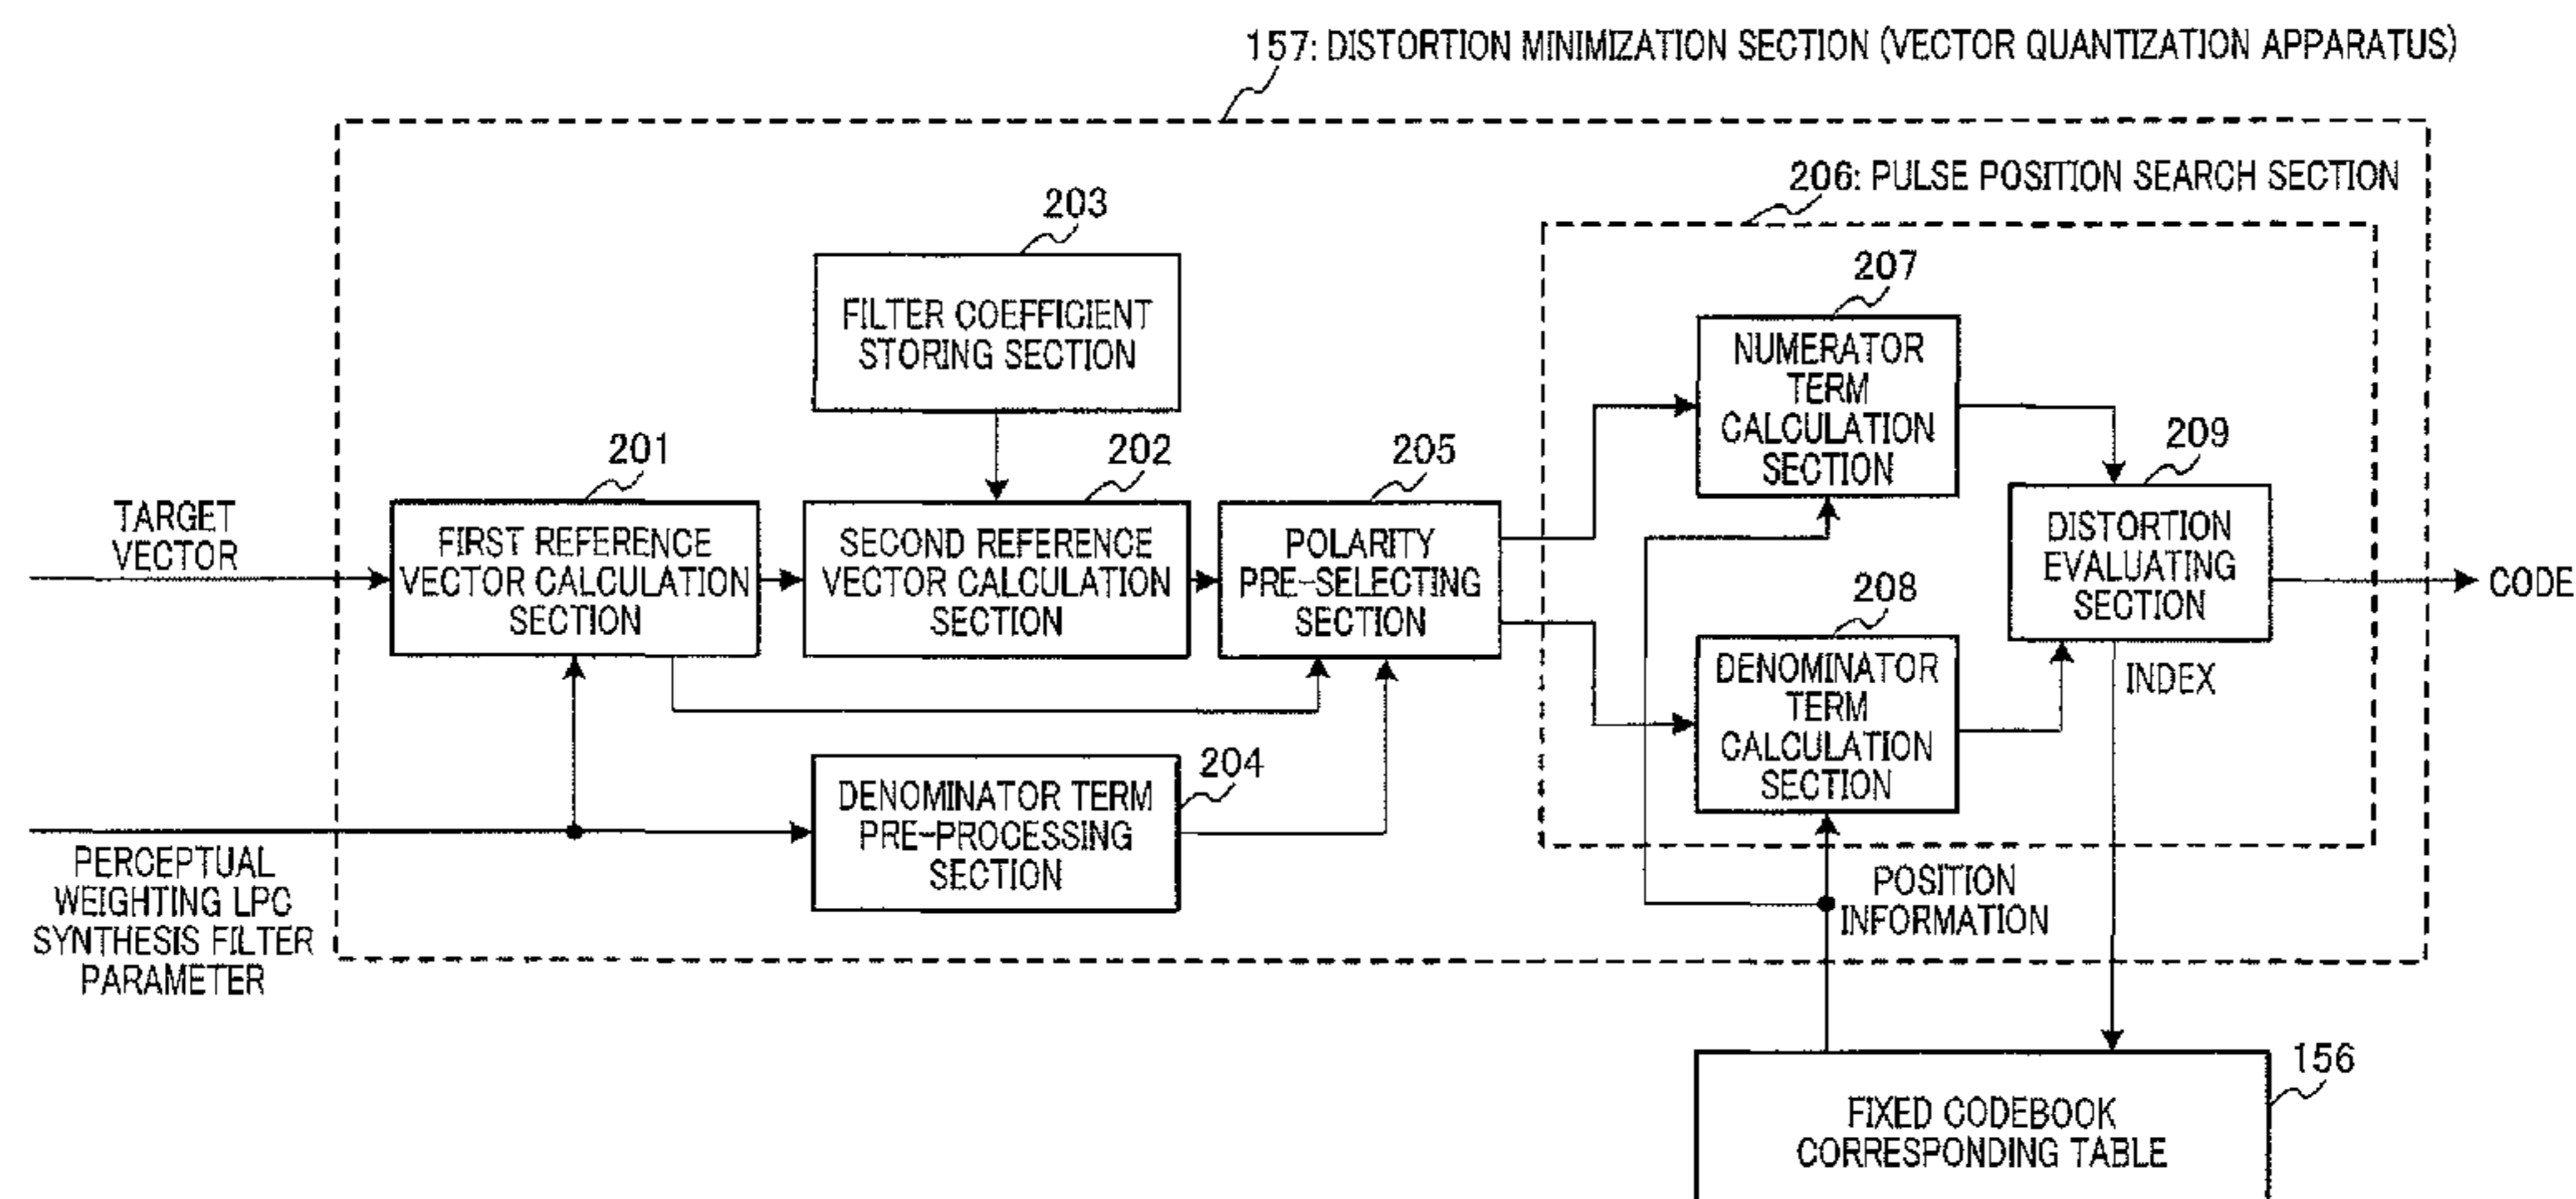 157: DISTORTION MINIMIZATION SECTION (VECTOR QUANTIZATION APPARATUS)
206: PULSE POSITION SEARCH SECTION
203
FILTER COEFFICIENT
STORING SECTION
207
NUMERATOR
TERM
CALCULATION
SECTION
TARGET
VECTOR
201
FIRST REFERENCE
VECTOR CALCULATION
SECTION
202
SECOND REFERENCE
VECTOR CALCULATION
SECTION
205
POLARITY
PRE-SELECTING
SECTION
209
DISTORTION
EVALUATING
SECTION
CODE
208
DENOMINATOR
TERM
CALCULATION
SECTION
INDEX
204
DENOMINATOR TERM
PRE-PROCESSING
SECTION
PERCEPTUAL
WEIGHTING LPC
SYNTHESIS FILTER
PARAMETER
POSITION
INFORMATION
156
FIXED CODEBOOK
CORRESPONDING TABLE